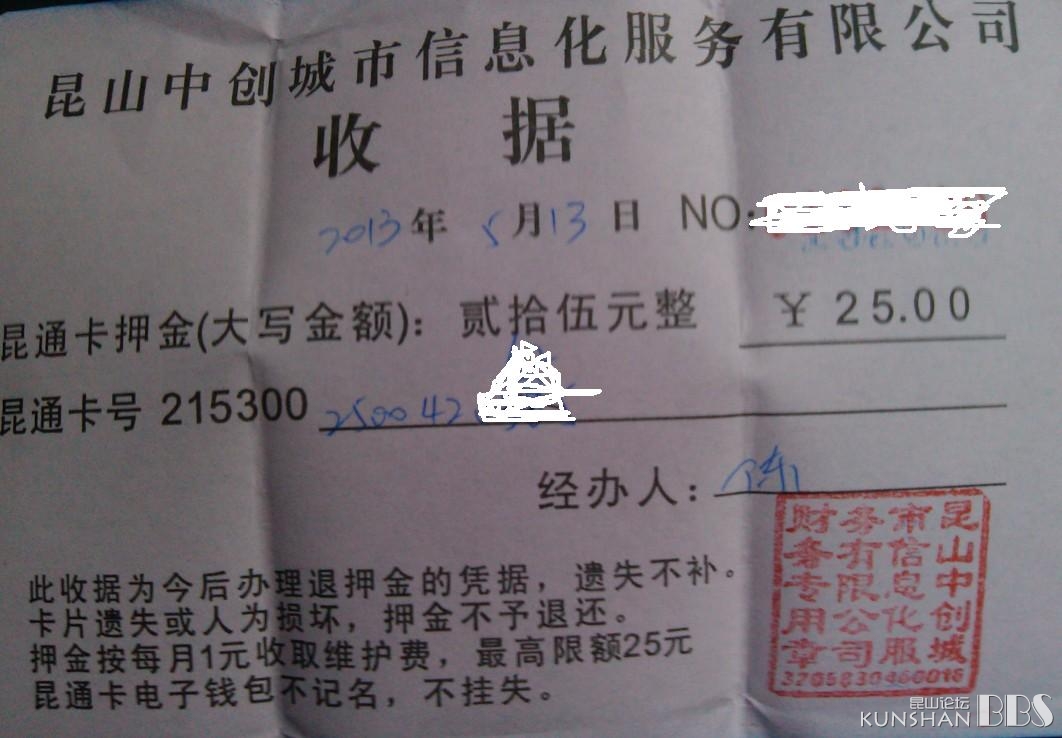 昆山中创城市信息化服务有限公司
收 据
2013年 5月13日 NO:
昆通卡押金(大写金额)：贰拾伍元整 ￥25.00
昆通卡号 215300 2500420
经办人：陈
昆山中创城
市信息化服
务有限公司
财务专用章
3205830460016
此收据为今后办理退押金的凭据，遗失不补。
卡片遗失或人为损坏，押金不予退还。
押金按每月1元收取维护费，最高限额25元
昆通卡电子钱包不记名，不挂失。
昆山论坛
KUNSHAN BBS